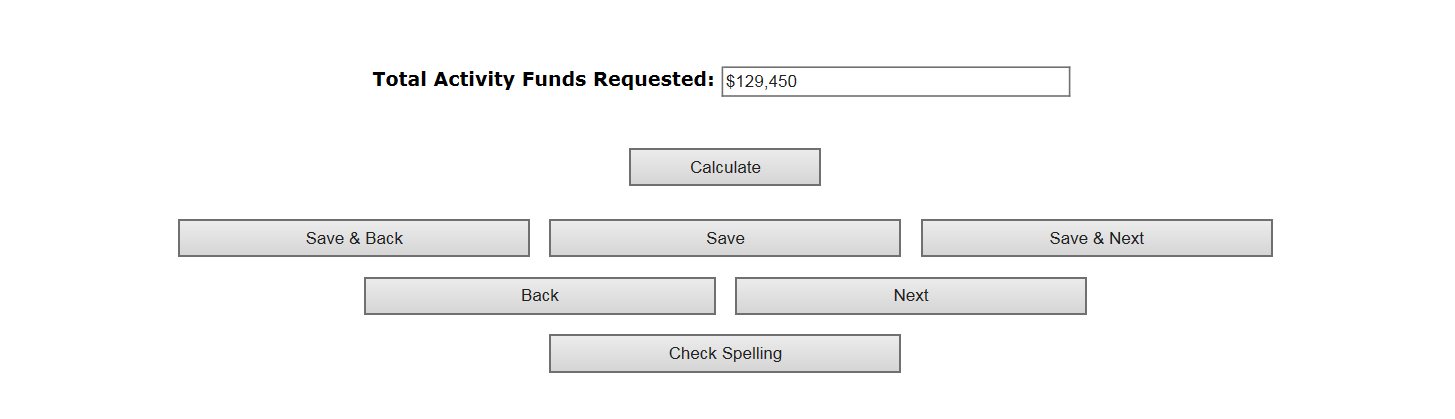 Total Activity Funds Requested: $129,450
Calculate
Save & Back Save Save & Next
Back Next
Check Spelling